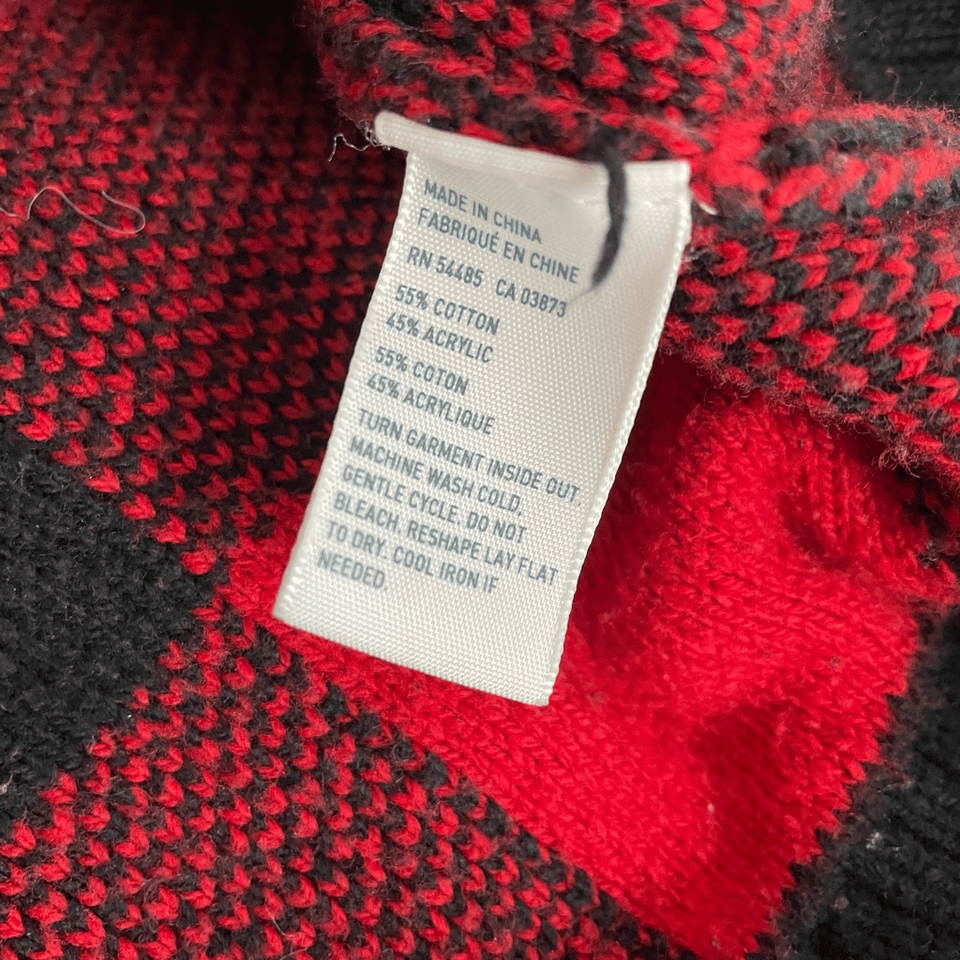 MADE IN CHINA
FABRIQUÉ EN CHINE
RN 54485 CA 03873
55% COTTON
45% ACRYLIC
55% COTON
45% ACRYLIQUE
TURN GARMENT INSIDE OUT.
MACHINE WASH COLD,
GENTLE CYCLE. DO NOT
BLEACH. RESHAPE LAY FLAT
TO DRY. COOL IRON IF
NEEDED.